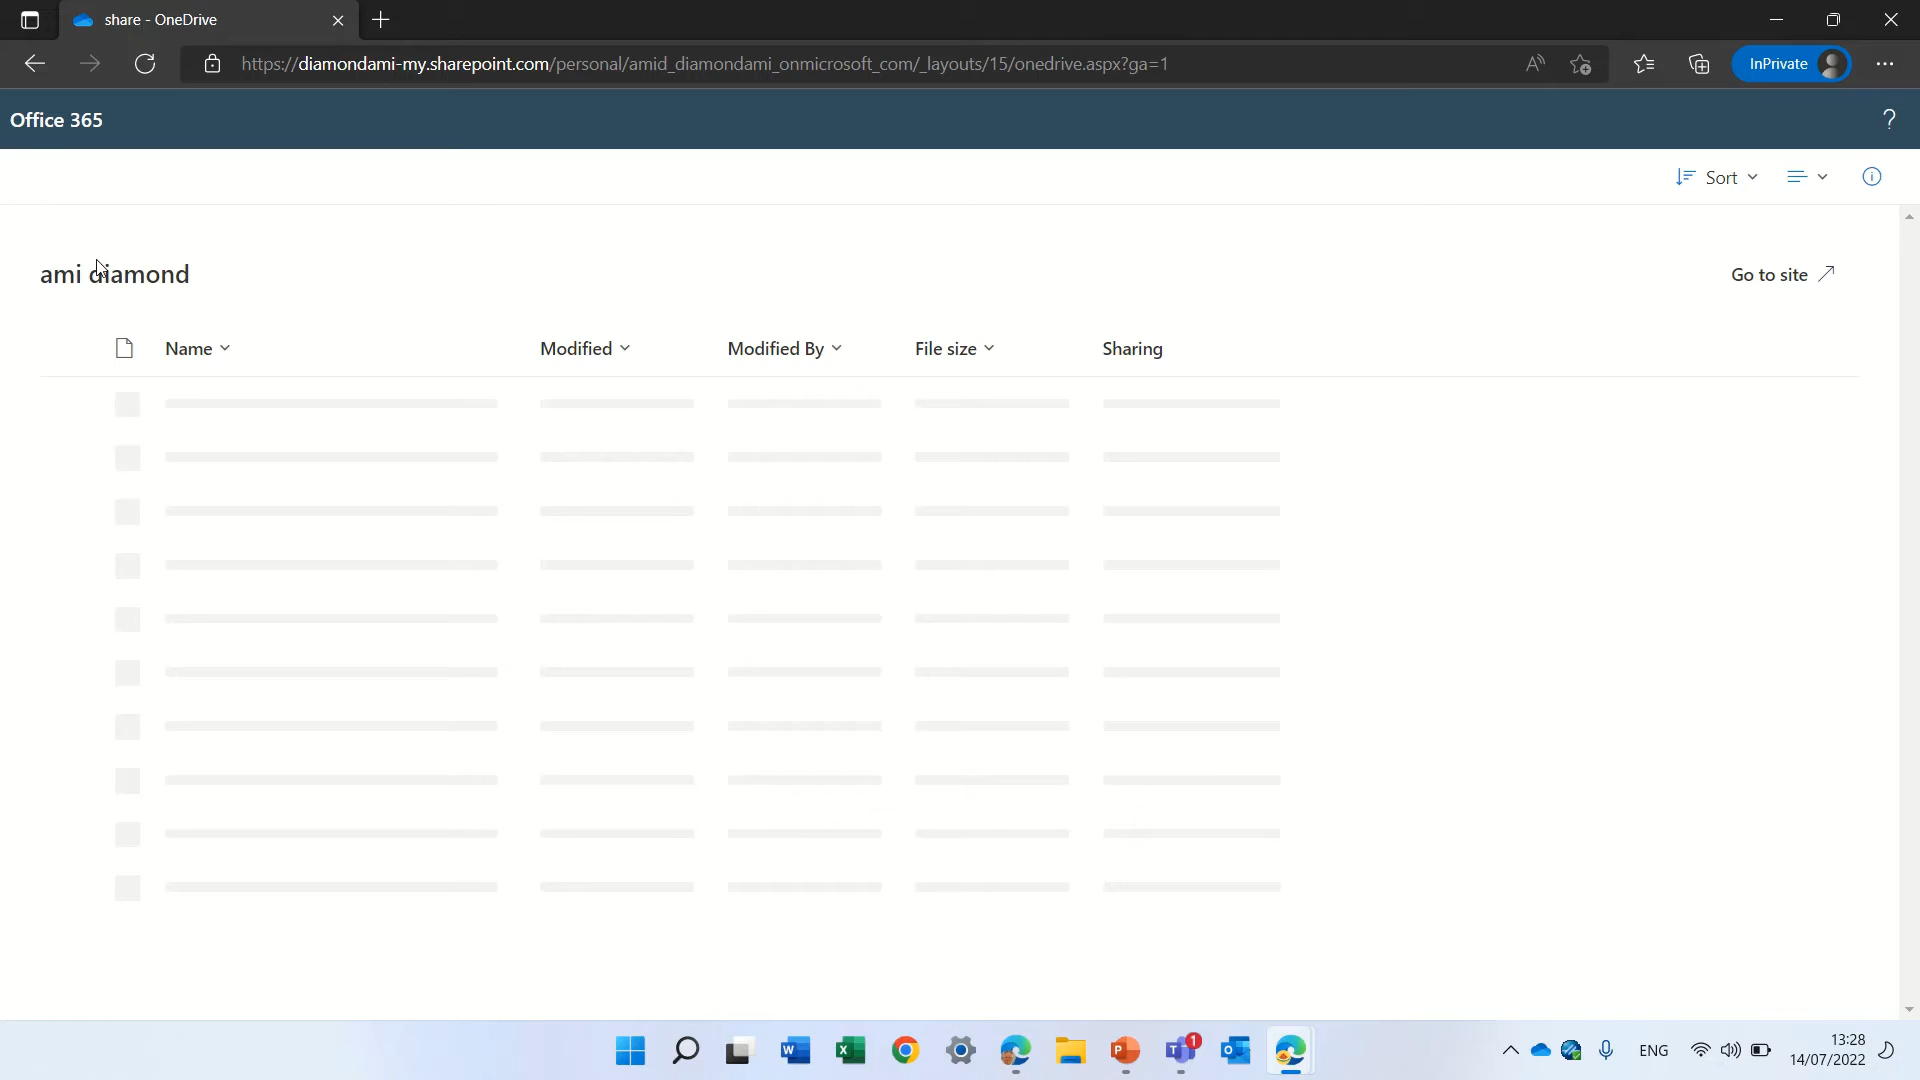 share - OneDrive
https://diamondami-my.sharepoint.com/personal/amid_diamondami_onmicrosoft_com/_layouts/15/onedrive.aspx?ga=1
InPrivate
Office 365
?
Sort
ami diamond
Go to site
Name
Modified
Modified By
File size
Sharing
1
ENG
13:28
14/07/2022